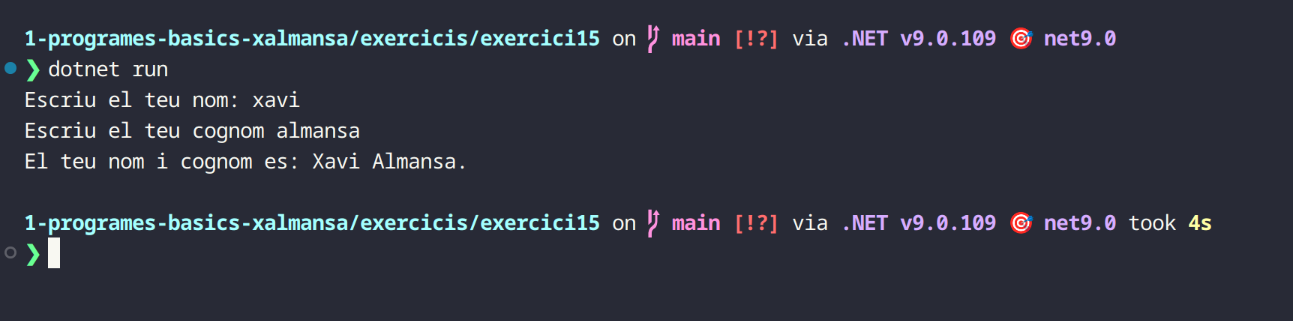 1-programes-basics-xalmansa/exercicis/exercici15 on main [!?] via .NET v9.0.109 🎯 net9.0
❯ dotnet run
Escriu el teu nom: xavi
Escriu el teu cognom almansa
El teu nom i cognom es: Xavi Almansa.
1-programes-basics-xalmansa/exercicis/exercici15 on main [!?] via .NET v9.0.109 🎯 net9.0 took 4s
❯